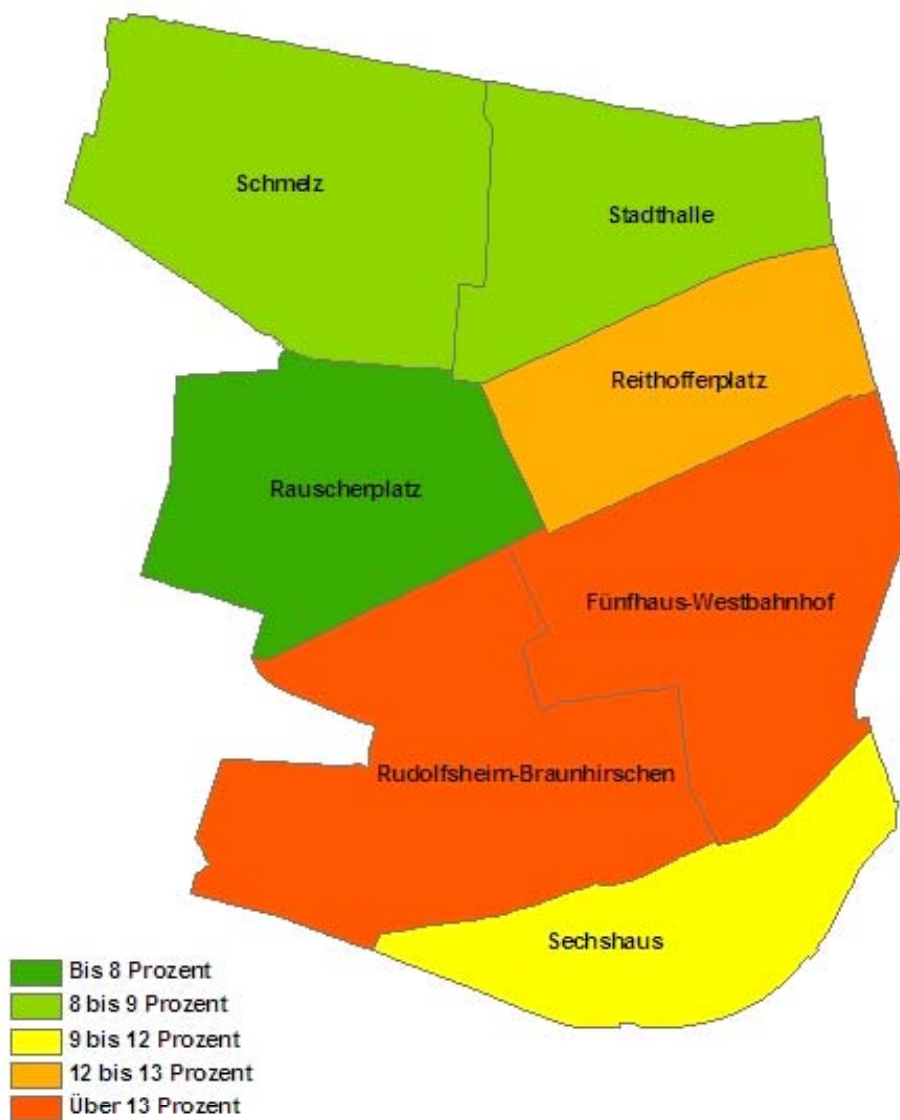 Schmelz
Stadthalle
Reithofferplatz
Rauscherplatz
Fünfhaus-Westbahnhof
Rudolfsheim-Braunhirschen
Sechshaus
Bis 8 Prozent
8 bis 9 Prozent
9 bis 12 Prozent
12 bis 13 Prozent
Über 13 Prozent